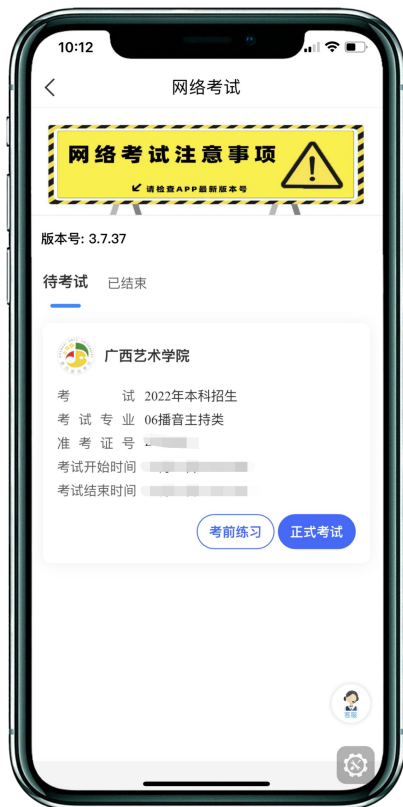 10:12
网络考试
网络考试注意事项
请检查APP最新版本号
版本号: 3.7.37
待考试 已结束
广西艺术学院
考试 2022年本科招生
考试专业 06播音主持类
准考证号
考试开始时间
考试结束时间
考前练习 正式考试
客服